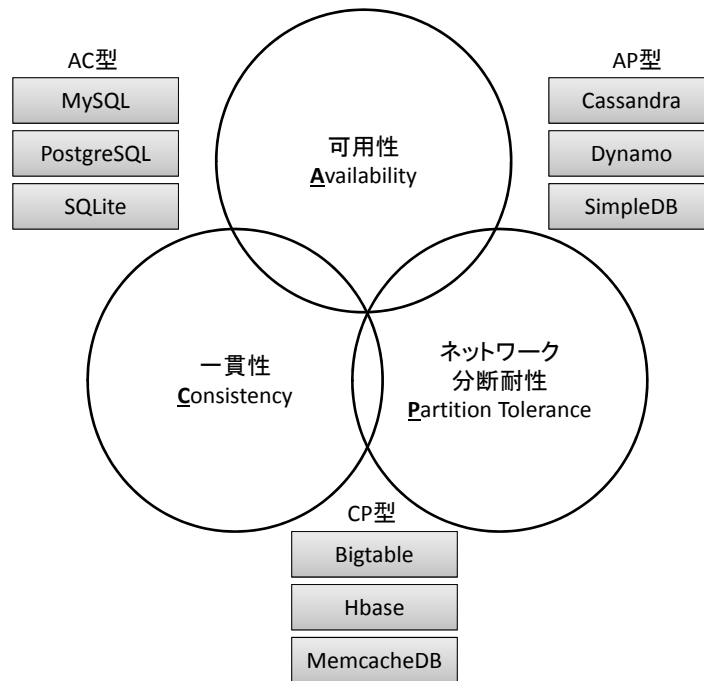 AC型
MySQL
PostgreSQL
SQLite
AP型
Cassandra
Dynamo
SimpleDB
可用性
Availability
一貫性
Consistency
ネットワーク
分断耐性
Partition Tolerance
CP型
Bigtable
Hbase
MemcacheDB